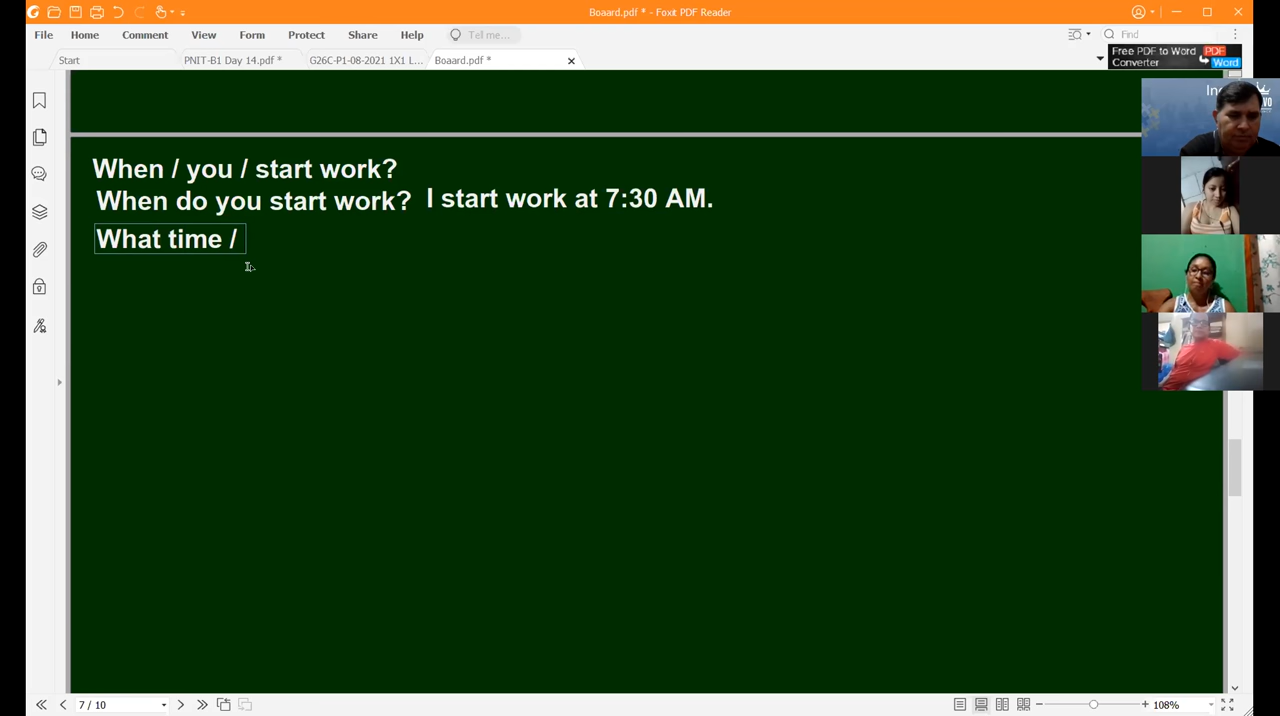 Boaard.pdf * - Foxit PDF Reader
File Home Comment View Form Protect Share Help Tell me... Find
Start PNIT-B1 Day 14.pdf * G26C-P1-08-2021 1X1 L... Boaard.pdf *
Free PDF to Word Converter PDF Word
When / you / start work?
When do you start work? I start work at 7:30 AM.
What time /
7 / 10
108%